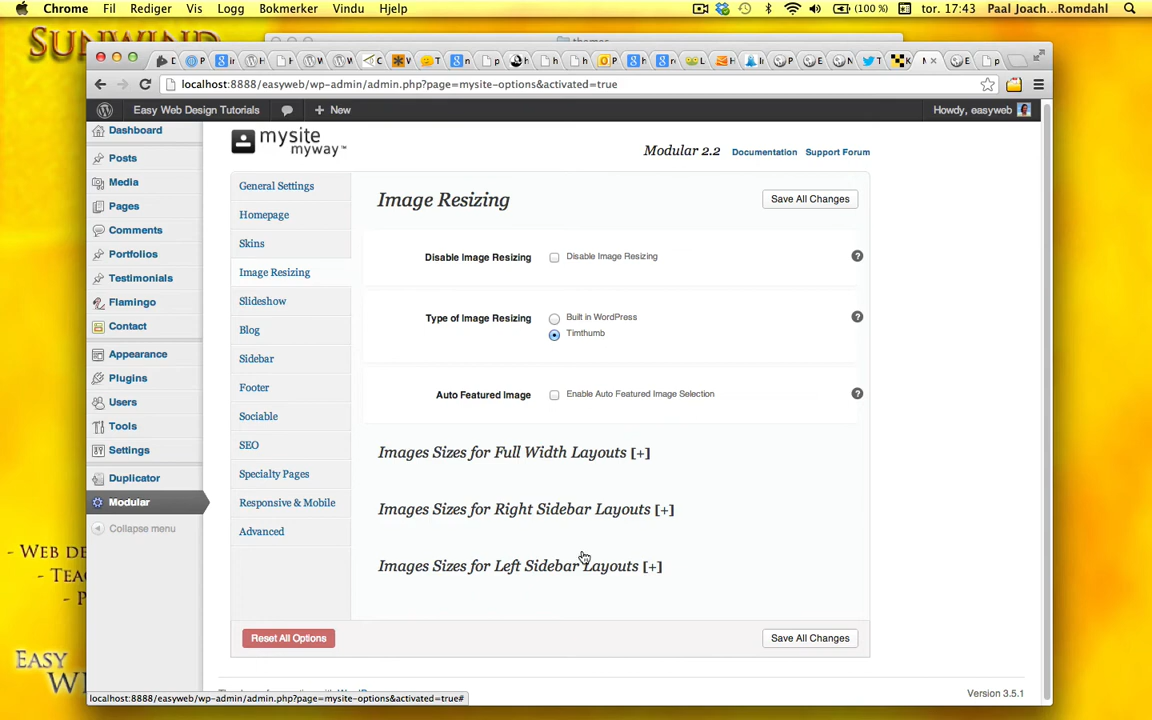 Chrome Fil Rediger Vis Logg Bokmerker Vindu Hjelp (100 %) tor. 17:43 Paal Joach...Romdahl
SUNWIND
themes
localhost:8888/easyweb/wp-admin/admin.php?page=mysite-options&activated=true
Easy Web Design Tutorials + New Howdy, easyweb
Dashboard
Posts
Media
Pages
Comments
Portfolios
Testimonials
Flamingo
Contact
Appearance
Plugins
Users
Tools
Settings
Duplicator
Modular
Collapse menu
mysite
myway™
Modular 2.2 Documentation Support Forum
General Settings
Homepage
Skins
Image Resizing
Slideshow
Blog
Sidebar
Footer
Sociable
SEO
Specialty Pages
Responsive & Mobile
Advanced
Image Resizing Save All Changes
Disable Image Resizing Disable Image Resizing ?
Type of Image Resizing Built in WordPress ?
Timthumb
Auto Featured Image Enable Auto Featured Image Selection ?
Images Sizes for Full Width Layouts [+]
Images Sizes for Right Sidebar Layouts [+]
Images Sizes for Left Sidebar Layouts [+]
Reset All Options Save All Changes
Version 3.5.1
localhost:8888/easyweb/wp-admin/admin.php?page=mysite-options&activated=true#
- WEB DE
- TEA
- P
EASY